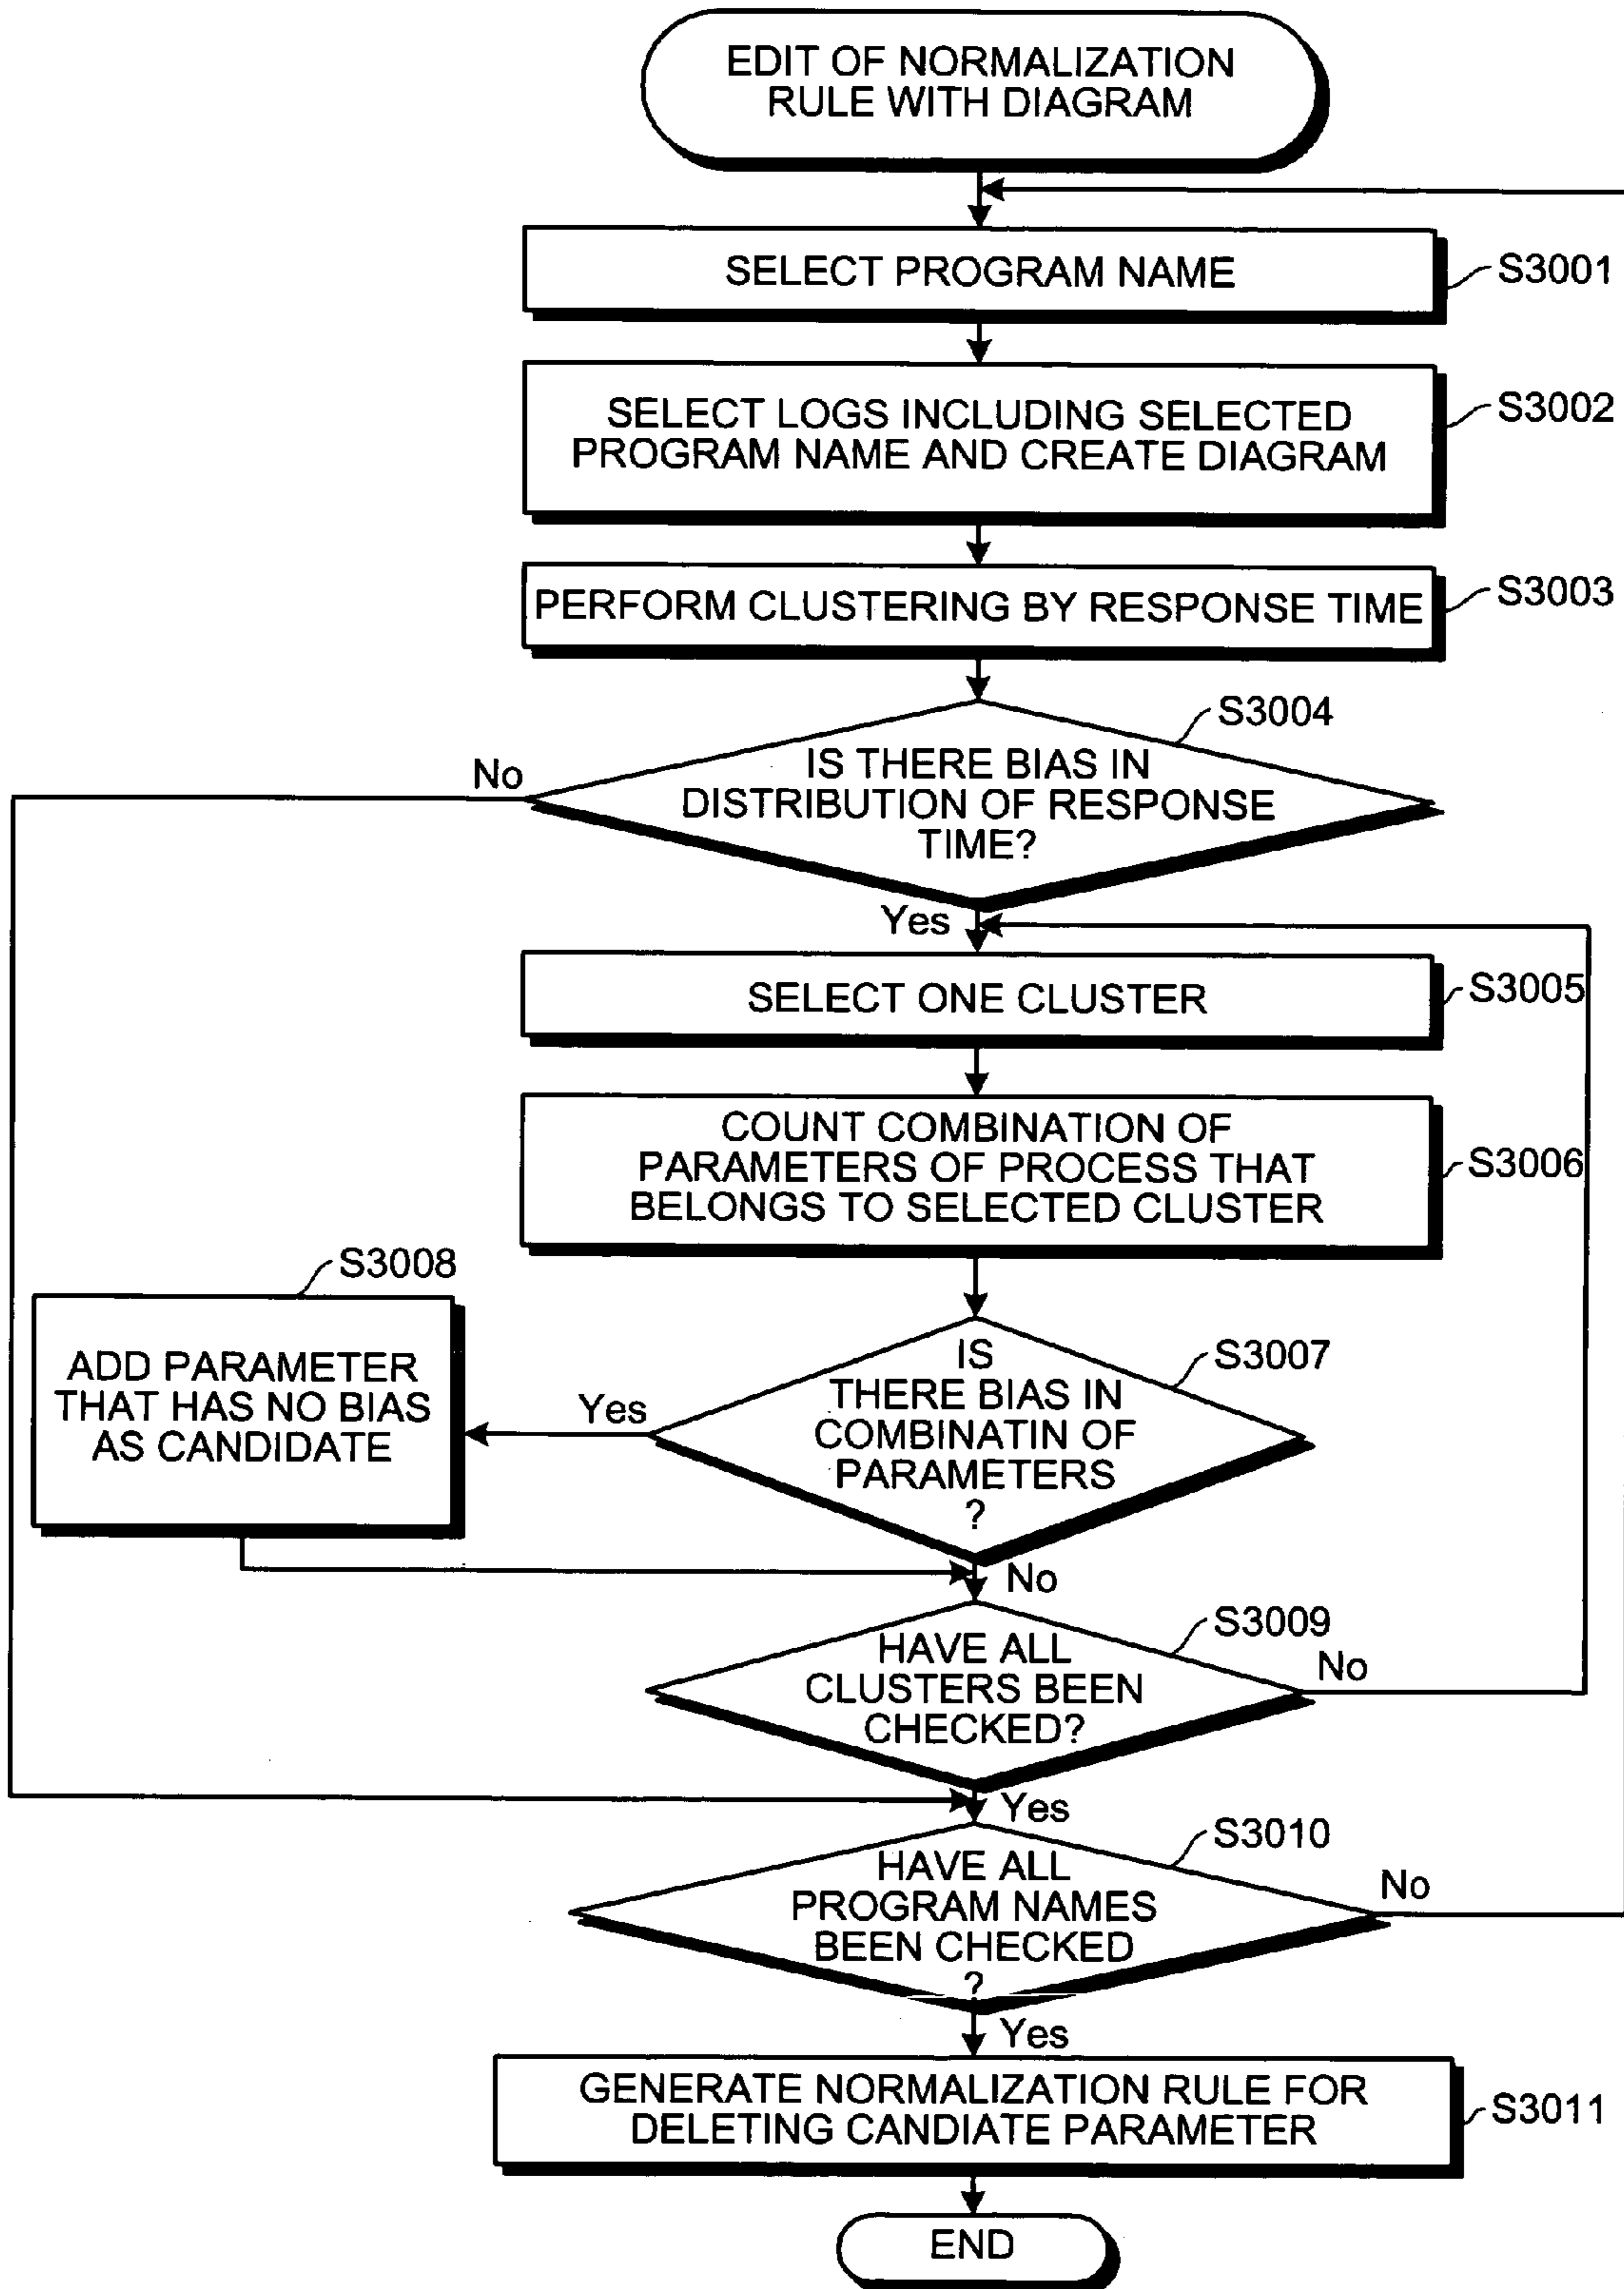 EDIT OF NORMALIZATION
RULE WITH DIAGRAM
SELECT PROGRAM NAME
S3001
SELECT LOGS INCLUDING SELECTED
PROGRAM NAME AND CREATE DIAGRAM
S3002
PERFORM CLUSTERING BY RESPONSE TIME
S3003
S3004
IS THERE BIAS IN
DISTRIBUTION OF RESPONSE
TIME?
No
Yes
SELECT ONE CLUSTER
S3005
COUNT COMBINATION OF
PARAMETERS OF PROCESS THAT
BELONGS TO SELECTED CLUSTER
S3006
S3007
IS
THERE BIAS IN
COMBINATIN OF
PARAMETERS
?
Yes
S3008
ADD PARAMETER
THAT HAS NO BIAS
AS CANDIDATE
No
S3009
HAVE ALL
CLUSTERS BEEN
CHECKED?
No
Yes
S3010
HAVE ALL
PROGRAM NAMES
BEEN CHECKED
?
No
Yes
GENERATE NORMALIZATION RULE FOR
DELETING CANDIATE PARAMETER
S3011
END